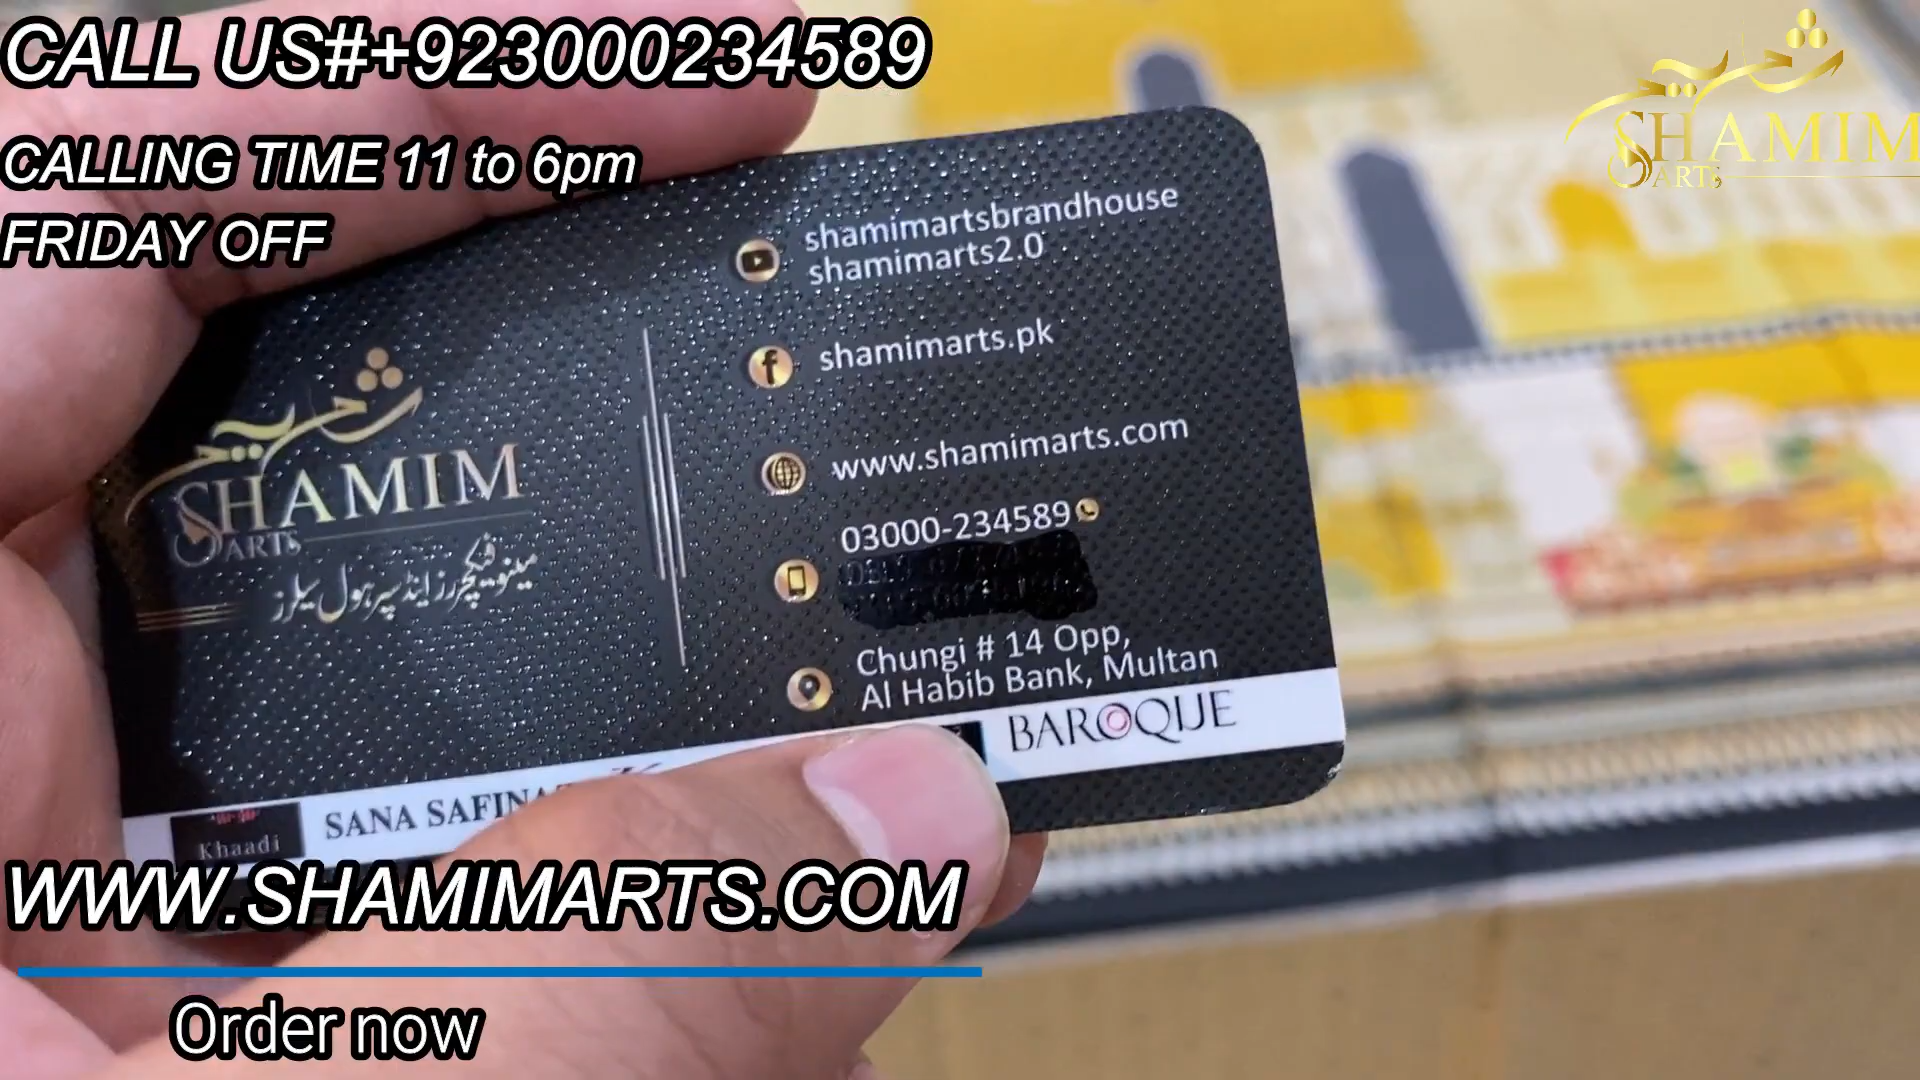 CALL US#+923000234589
CALLING TIME 11 to 6pm
FRIDAY OFF
SHAMIM
ARTS
shamimartsbrandhouse
shamimarts2.0
shamimarts.pk
www.shamimarts.com
03000-234589
Chungi # 14 Opp,
Al Habib Bank, Multan
SHAMIM
ARTS
مینوفیکچررز اینڈ سپر ہول سیلرز
Khaadi
SANA SAFINAZ
BAROQUE
WWW.SHAMIMARTS.COM
Order now